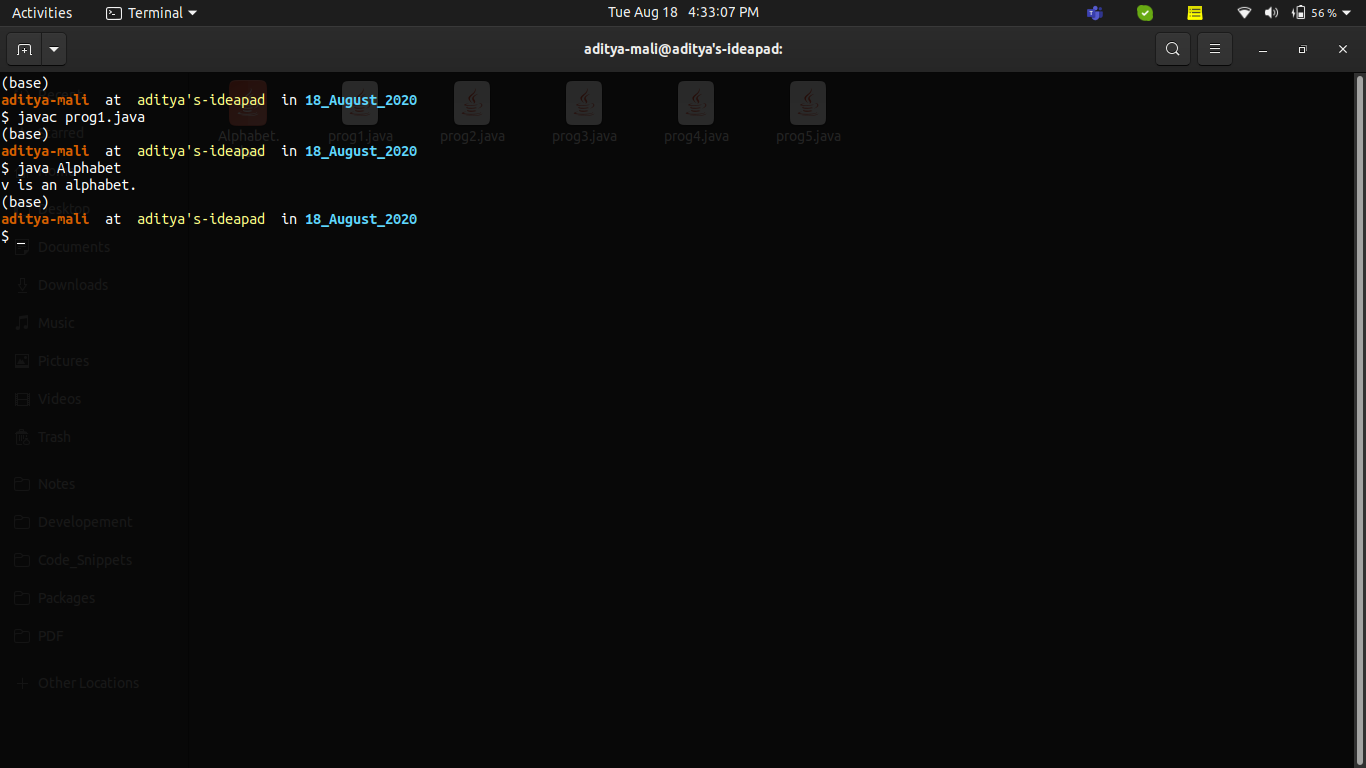 Activities Terminal Tue Aug 18 4:33:07 PM 56 %
aditya-mali@aditya's-ideapad:
(base)
aditya-mali at aditya's-ideapad in 18_August_2020
$ javac prog1.java
(base)
aditya-mali at aditya's-ideapad in 18_August_2020
$ java Alphabet
v is an alphabet.
(base)
aditya-mali at aditya's-ideapad in 18_August_2020
$ _
Alphabet. prog1.java prog2.java prog3.java prog4.java prog5.java
Desktop
Documents
Downloads
Music
Pictures
Videos
Trash
Notes
Developement
Code_Snippets
Packages
PDF
+ Other Locations